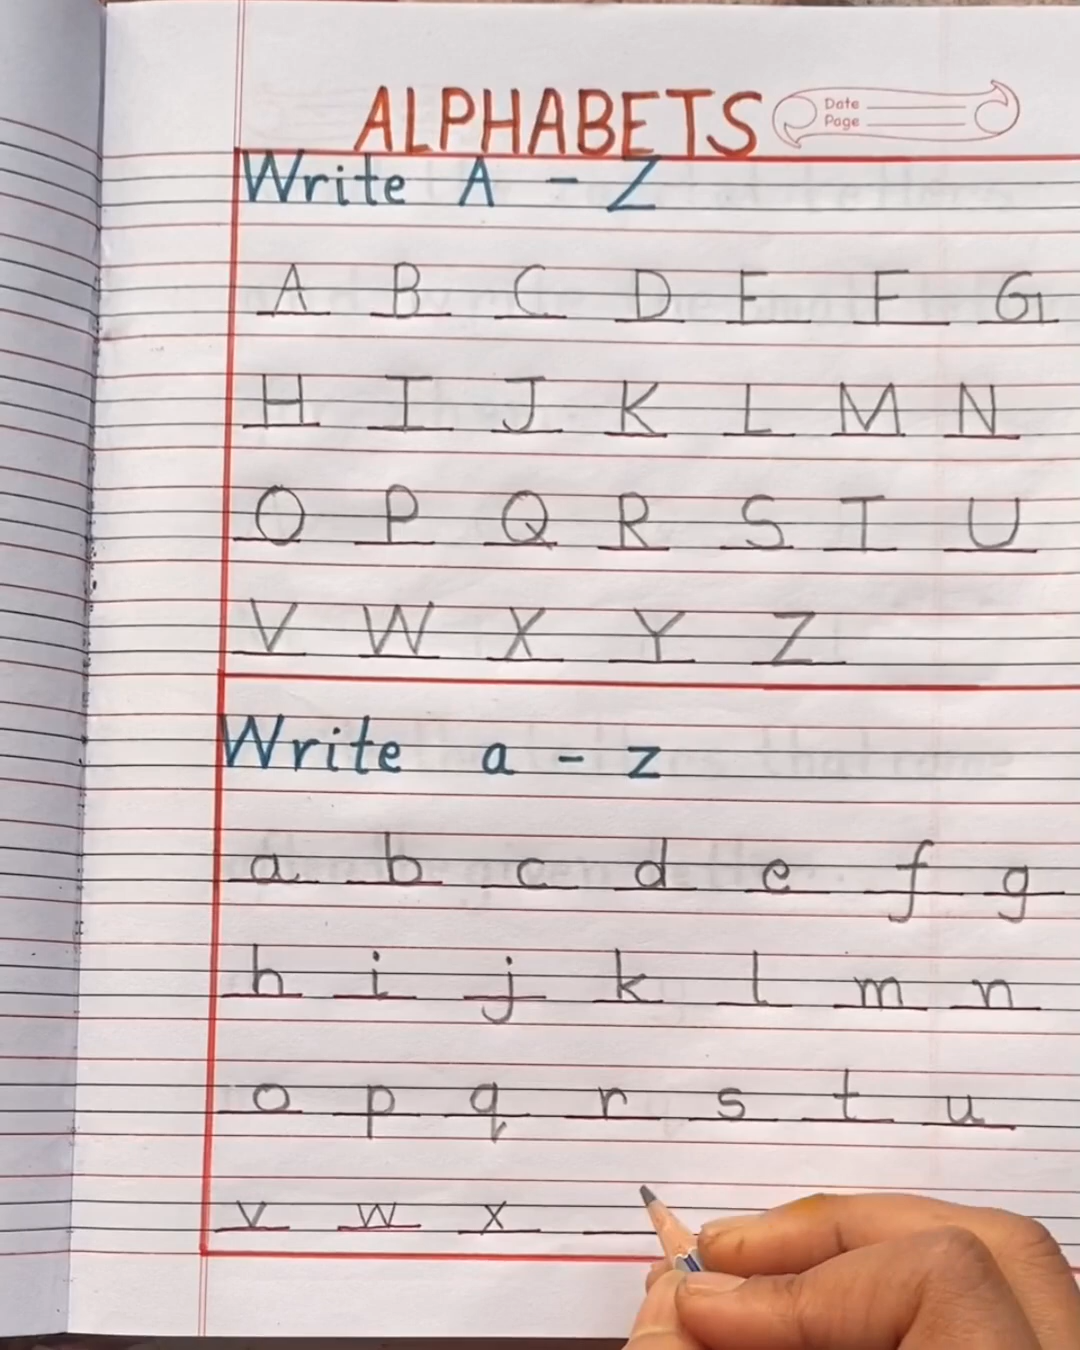 ALPHABETS
Date
Page
Write A - Z
A B C D E F G
H I J K L M N
O P Q R S T U
V W X Y Z
Write a - z
a b c d e f g
h i j k l m n
o p q r s t u
v w x